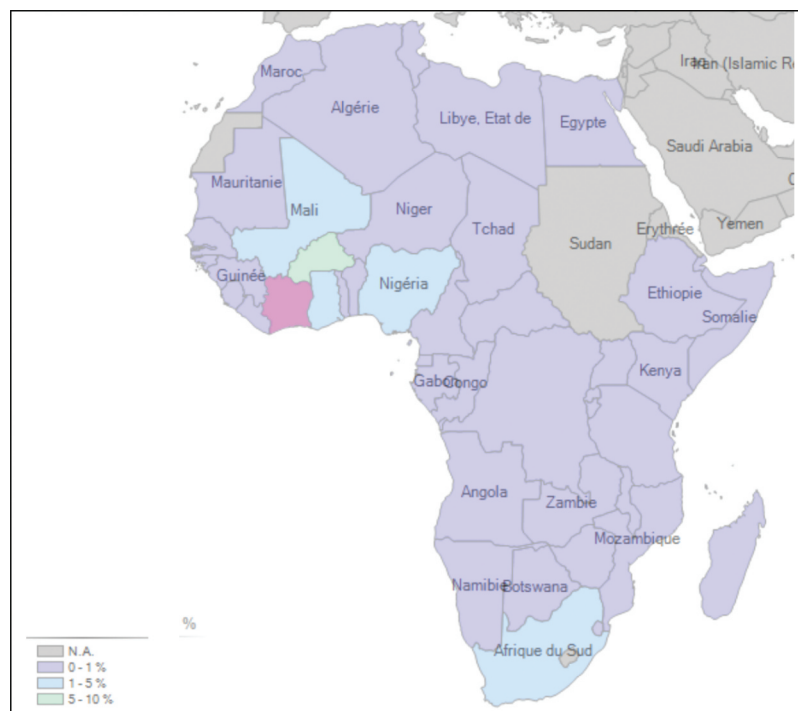 Iraq
Iran (Islamic Re
Maroc
Algérie
Libye, Etat de
Egypte
Saudi Arabia
Mauritanie
Mali
Niger
Tchad
Sudan
Erythrée
Yemen
Guinée
Nigéria
Ethiopie
Somalie
Gabon
Congo
Kenya
Angola
Zambie
Mozambique
Namibie
Botswana
Afrique du Sud
%
N.A.
0 - 1 %
1 - 5 %
5 - 10 %